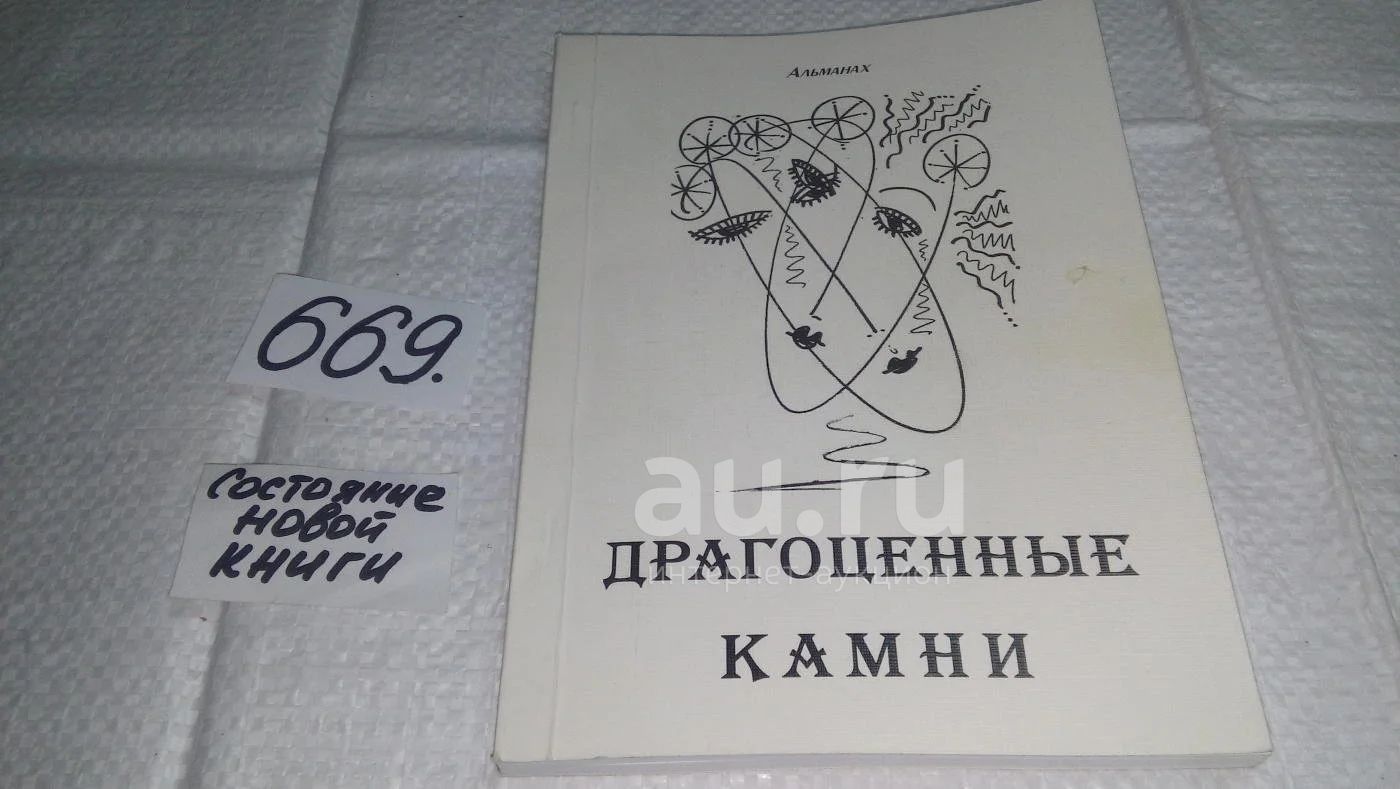 Альманах
669.
Состояние
новой
книги
au.ru
интернет аукцион
ДРАГОЦЕННЫЕ
КАМНИ